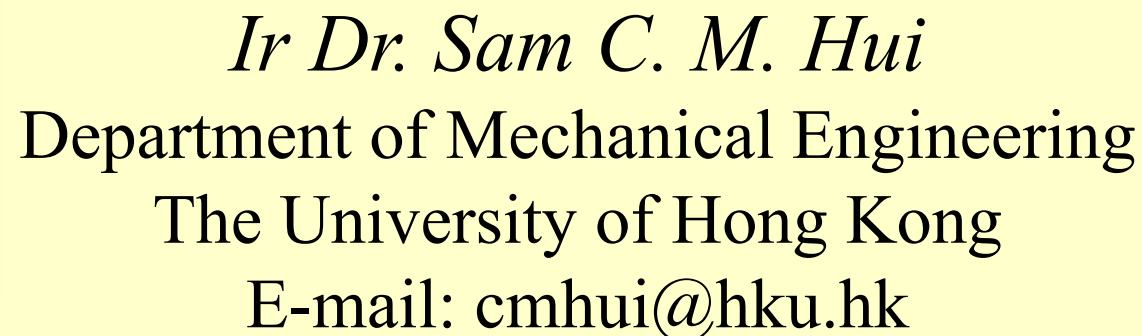 Ir Dr. Sam C. M. Hui
Department of Mechanical Engineering
The University of Hong Kong
E-mail: cmhui@hku.hk